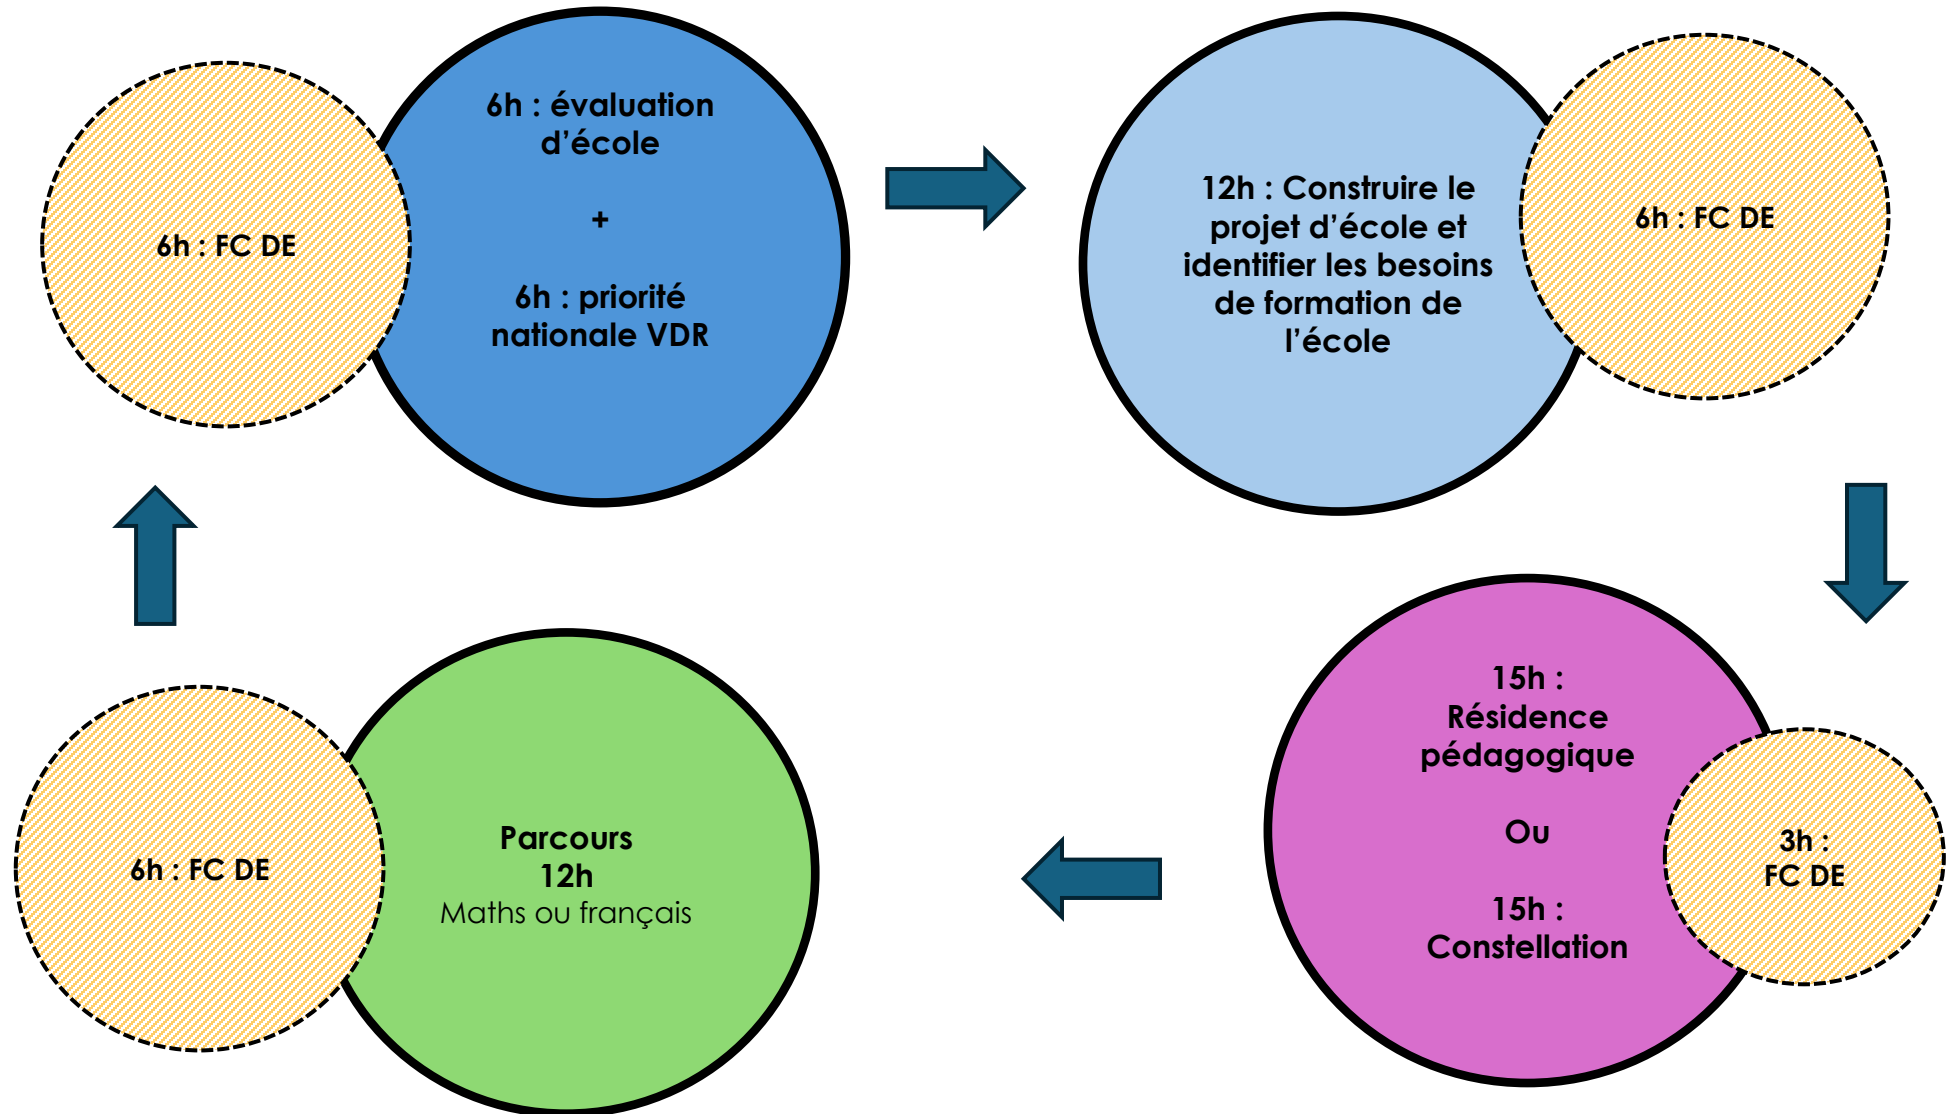 6h : FC DE
6h : évaluation
d’école
+
6h : priorité
nationale VDR
12h : Construire le
projet d’école et
identifier les besoins
de formation de
l’école
6h : FC DE
15h :
Résidence
pédagogique
Ou
15h :
Constellation
3h :
FC DE
6h : FC DE
Parcours
12h
Maths ou français